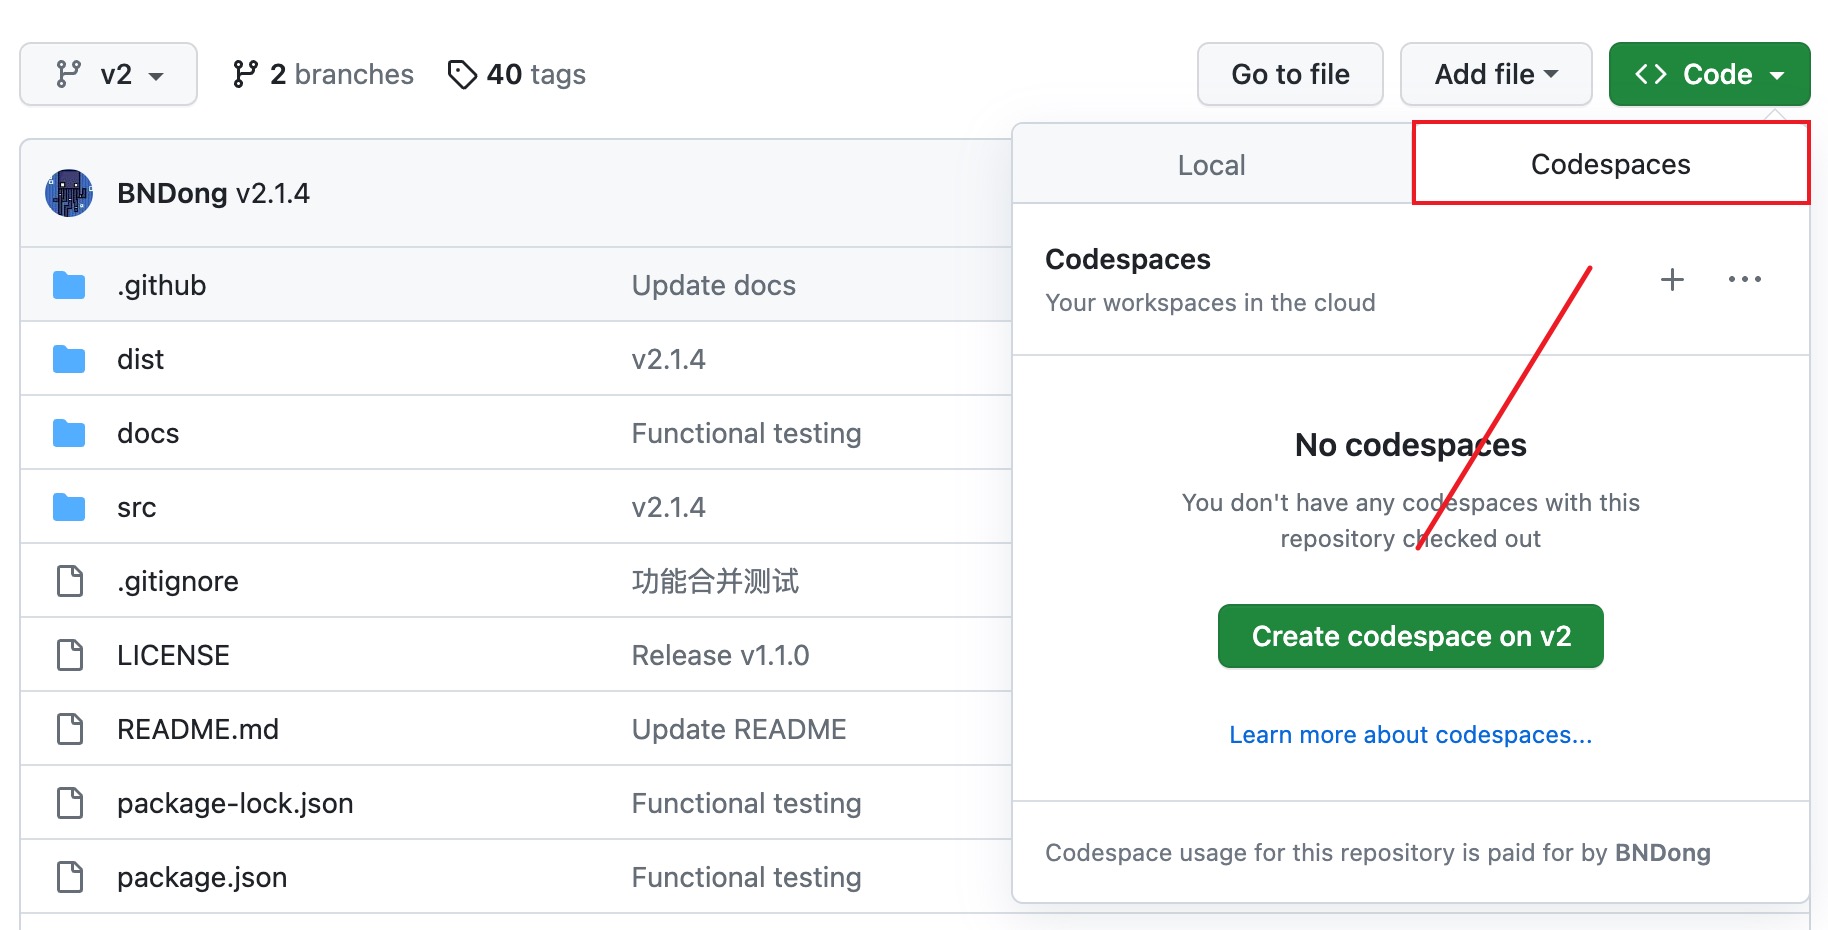 v2
2 branches
40 tags
Go to file
Add file
<> Code
Local
Codespaces
BNDong v2.1.4
.github
Update docs
dist
v2.1.4
docs
Functional testing
src
v2.1.4
.gitignore
功能合并测试
LICENSE
Release v1.1.0
README.md
Update README
package-lock.json
Functional testing
package.json
Functional testing
Codespaces
Your workspaces in the cloud
No codespaces
You don't have any codespaces with this
repository checked out
Create codespace on v2
Learn more about codespaces...
Codespace usage for this repository is paid for by BNDong